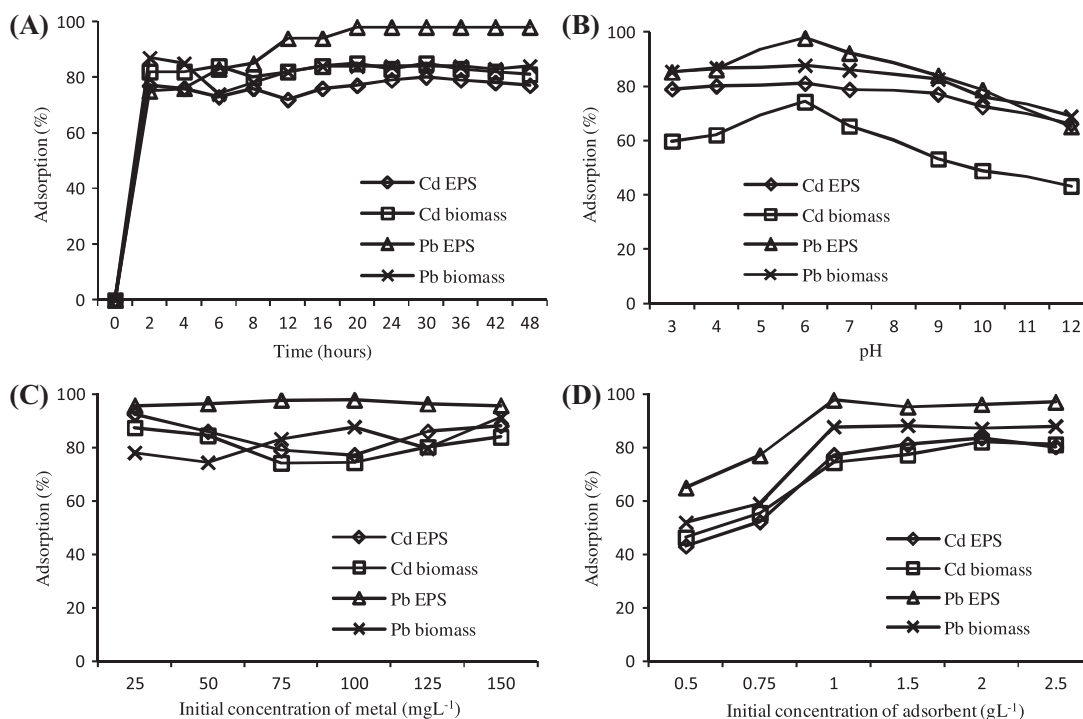 (A)
100
80
60
40
20
0
Adsorption (%)
Cd EPS
Cd biomass
Pb EPS
Pb biomass
0 2 4 6 8 12 16 20 24 30 36 42 48
Time (hours)
(B)
100
80
60
40
20
0
Adsorption (%)
Cd EPS
Cd biomass
Pb EPS
Pb biomass
3 4 5 6 7 8 9 10 11 12
pH
(C)
100
80
60
40
20
0
Adsorption (%)
Cd EPS
Cd biomass
Pb EPS
Pb biomass
25 50 75 100 125 150
Initial concentration of metal (mgL⁻¹)
(D)
100
80
60
40
20
0
Adsorption (%)
Cd EPS
Cd biomass
Pb EPS
Pb biomass
0.5 0.75 1 1.5 2 2.5
Initial concentration of adsorbent (gL⁻¹)